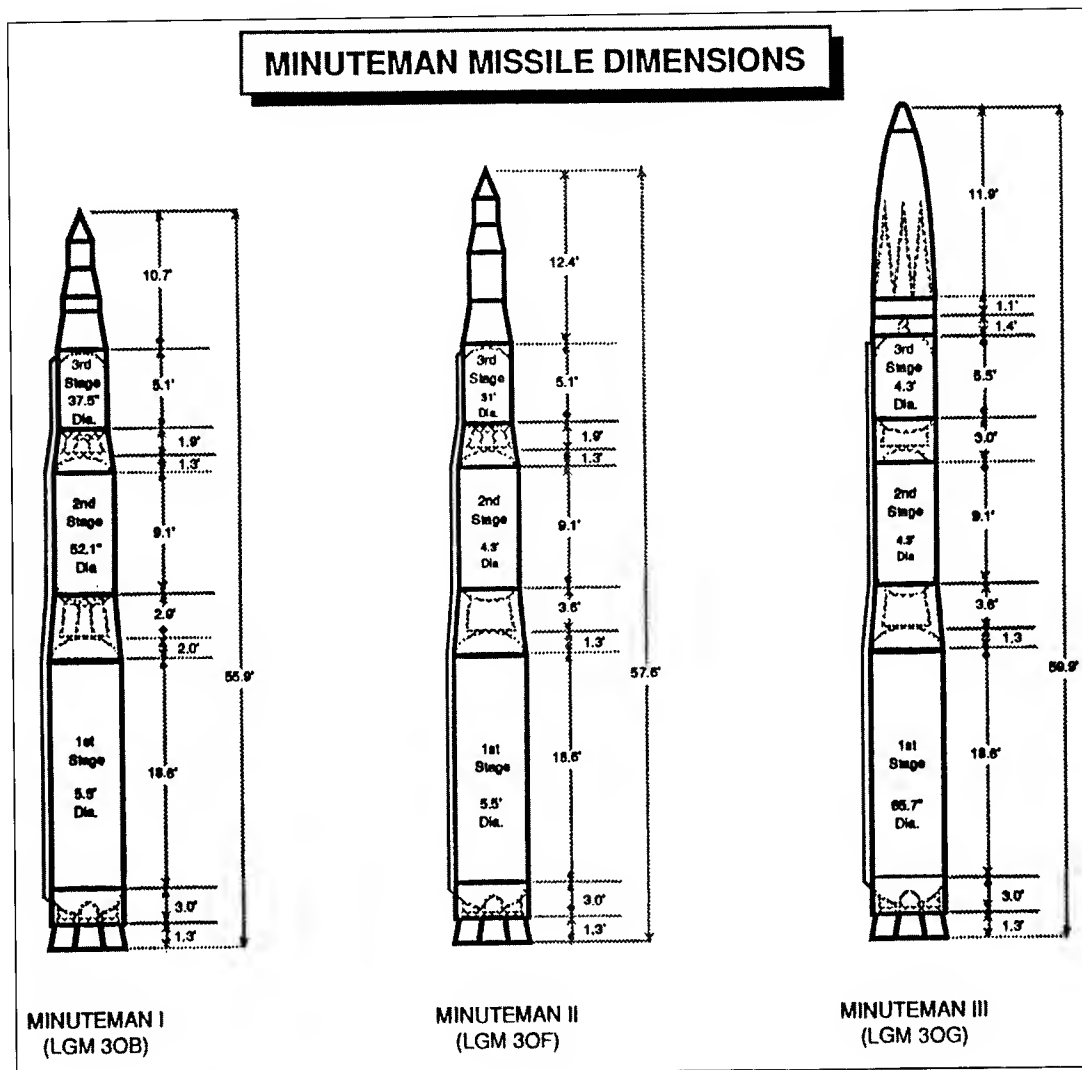 MINUTEMAN MISSILE DIMENSIONS
10.7'
3rd
Stage
37.5"
Dia.
5.1'
1.9'
1.3'
2nd
Stage
52.1"
Dia
9.1'
2.9'
2.0'
55.9'
1st
Stage
5.5'
Dia.
18.6'
3.0'
1.3'
MINUTEMAN I
(LGM 3OB)
12.4'
3rd
Stage
31'
Dia.
5.1'
1.9'
1.3'
2nd
Stage
4.3'
Dia
9.1'
3.6'
1.3'
57.6'
1st
Stage
5.5'
Dia.
18.6'
3.0'
1.3'
MINUTEMAN II
(LGM 3OF)
11.9'
1.1'
1.4'
3rd
Stage
4.3'
Dia.
5.5'
3.0'
2nd
Stage
4.3'
Dia
9.1'
3.6'
1.3
59.9'
1st
Stage
65.7"
Dia.
18.6'
3.0'
1.3'
MINUTEMAN III
(LGM 3OG)